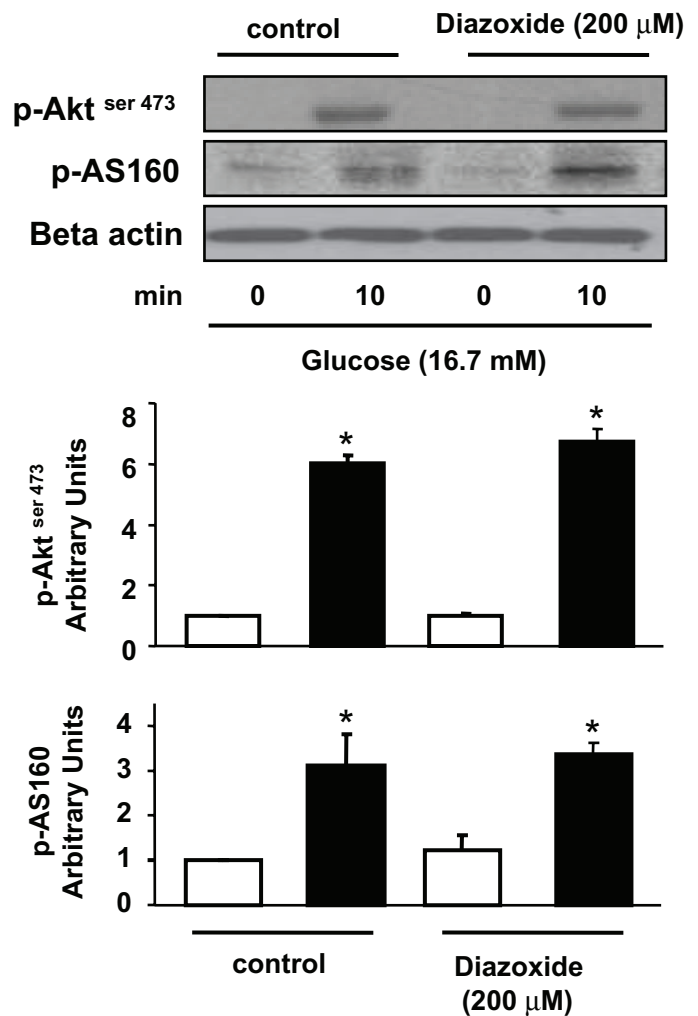 control Diazoxide (200 µM)
p-Akt ser 473
p-AS160
Beta actin
min 0 10 0 10
Glucose (16.7 mM)
8
6
4
2
0
p-Akt ser 473
Arbitrary Units
* *
4
3
2
1
0
p-AS160
Arbitrary Units
* *
control Diazoxide
(200 µM)